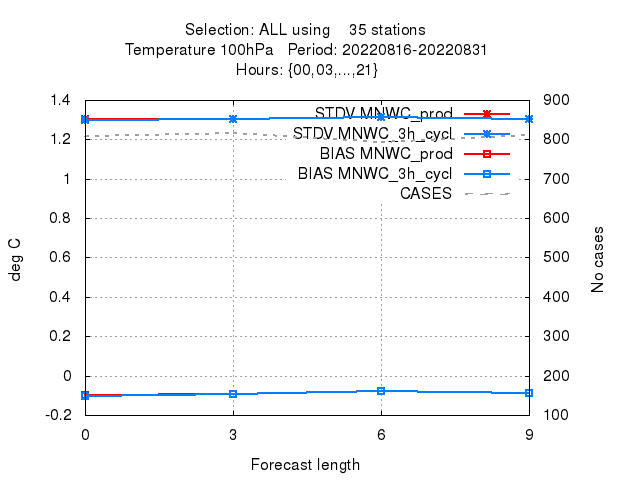 Selection: ALL using 35 stations
Temperature 100hPa Period: 20220816-20220831
Hours: {00,03,...,21}
1.4
1.2
1
0.8
0.6
0.4
0.2
0
-0.2
deg C
STDV MNWC_prod
STDV MNWC_3h_cycl
BIAS MNWC_prod
BIAS MNWC_3h_cycl
CASES
900
800
700
600
500
400
300
200
100
No cases
0 3 6 9
Forecast length